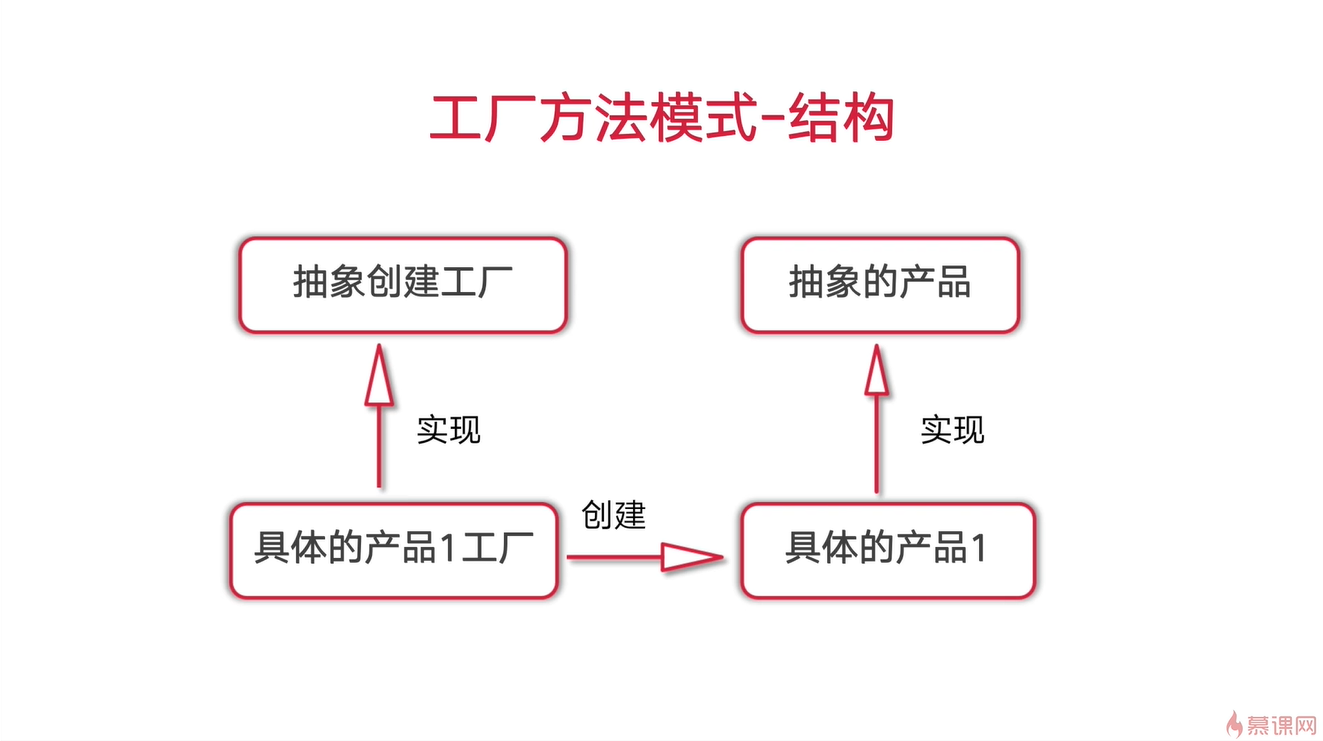 工厂方法模式-结构
抽象创建工厂
抽象的产品
实现
实现
创建
具体的产品1工厂
具体的产品1
慕课网